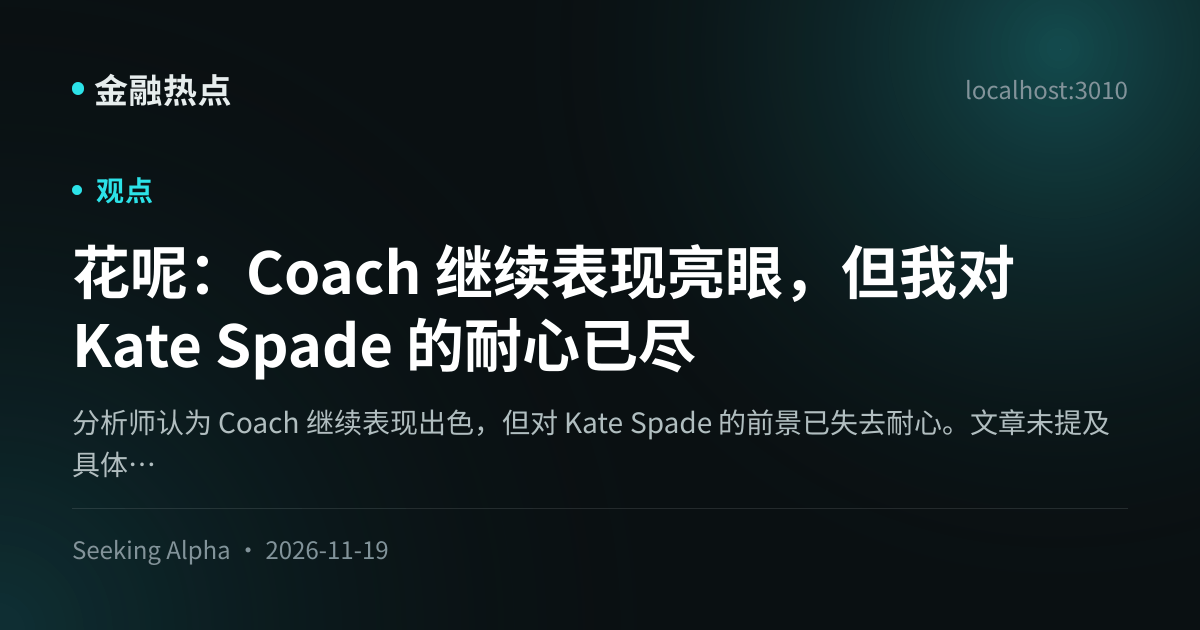 金融热点
localhost:3010
观点
花呢：Coach 继续表现亮眼，但我对
Kate Spade 的耐心已尽
分析师认为 Coach 继续表现出色，但对 Kate Spade 的前景已失去耐心。文章未提及
具体…
Seeking Alpha · 2026-11-19